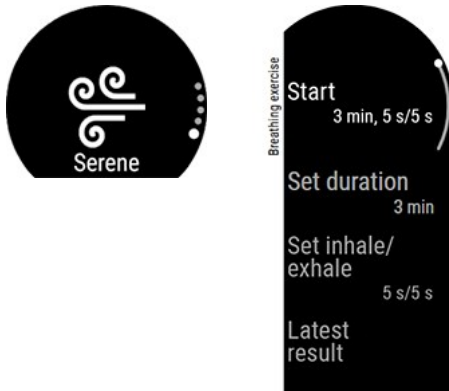 Serene
Breathing exercise
Start
3 min, 5 s/5 s
Set duration
3 min
Set inhale/
exhale
5 s/5 s
Latest
result